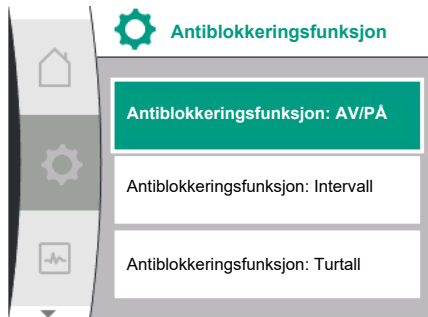 Antiblokkeringsfunksjon
Antiblokkeringsfunksjon: AV/PÅ
Antiblokkeringsfunksjon: Intervall
Antiblokkeringsfunksjon: Turtall